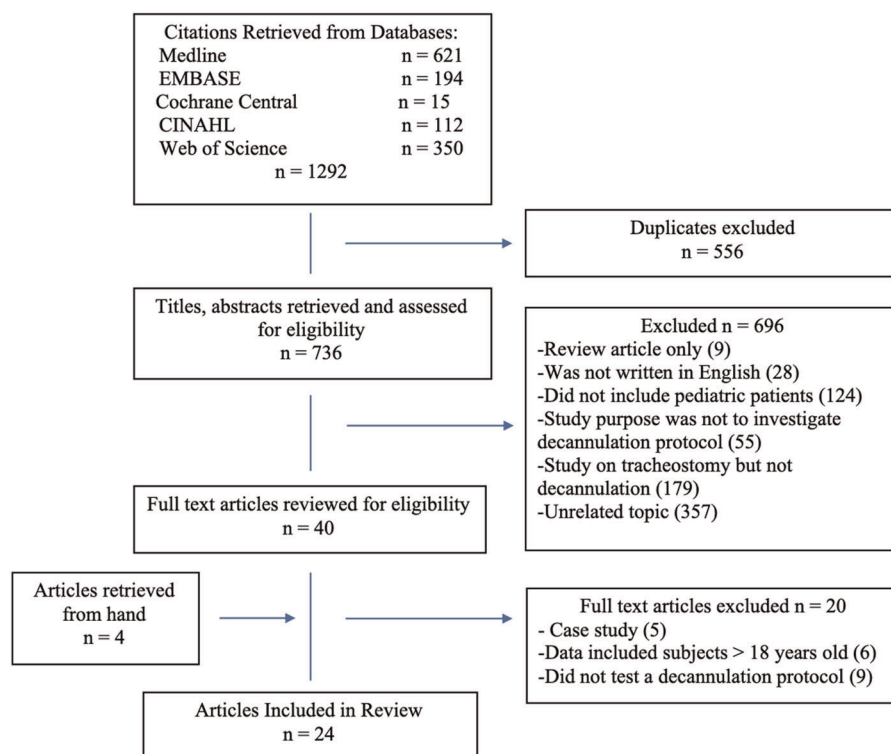 Citations Retrieved from Databases:
Medline n = 621
EMBASE n = 194
Cochrane Central n = 15
CINAHL n = 112
Web of Science n = 350
n = 1292
Duplicates excluded
n = 556
Titles, abstracts retrieved and assessed
for eligibility
n = 736
Excluded n = 696
-Review article only (9)
-Was not written in English (28)
-Did not include pediatric patients (124)
-Study purpose was not to investigate
decannulation protocol (55)
-Study on tracheostomy but not
decannulation (179)
-Unrelated topic (357)
Full text articles reviewed for eligibility
n = 40
Articles retrieved
from hand
n = 4
Full text articles excluded n = 20
- Case study (5)
-Data included subjects > 18 years old (6)
-Did not test a decannulation protocol (9)
Articles Included in Review
n = 24